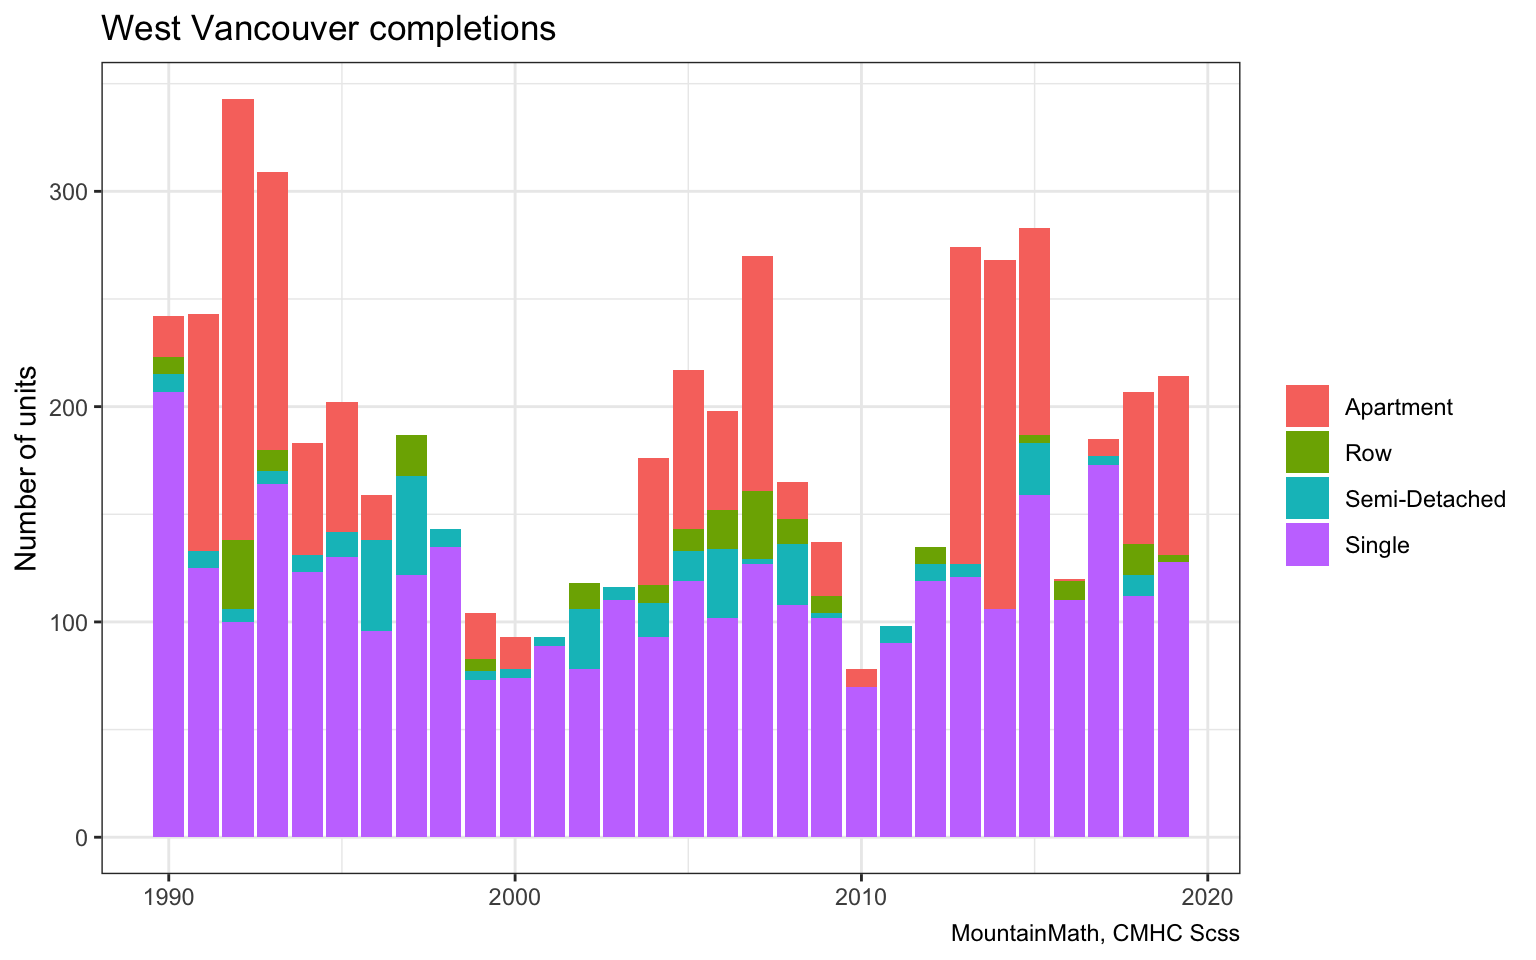 West Vancouver completions
Number of units
300
200
100
0
1990
2000
2010
2020
Apartment
Row
Semi-Detached
Single
MountainMath, CMHC Scss